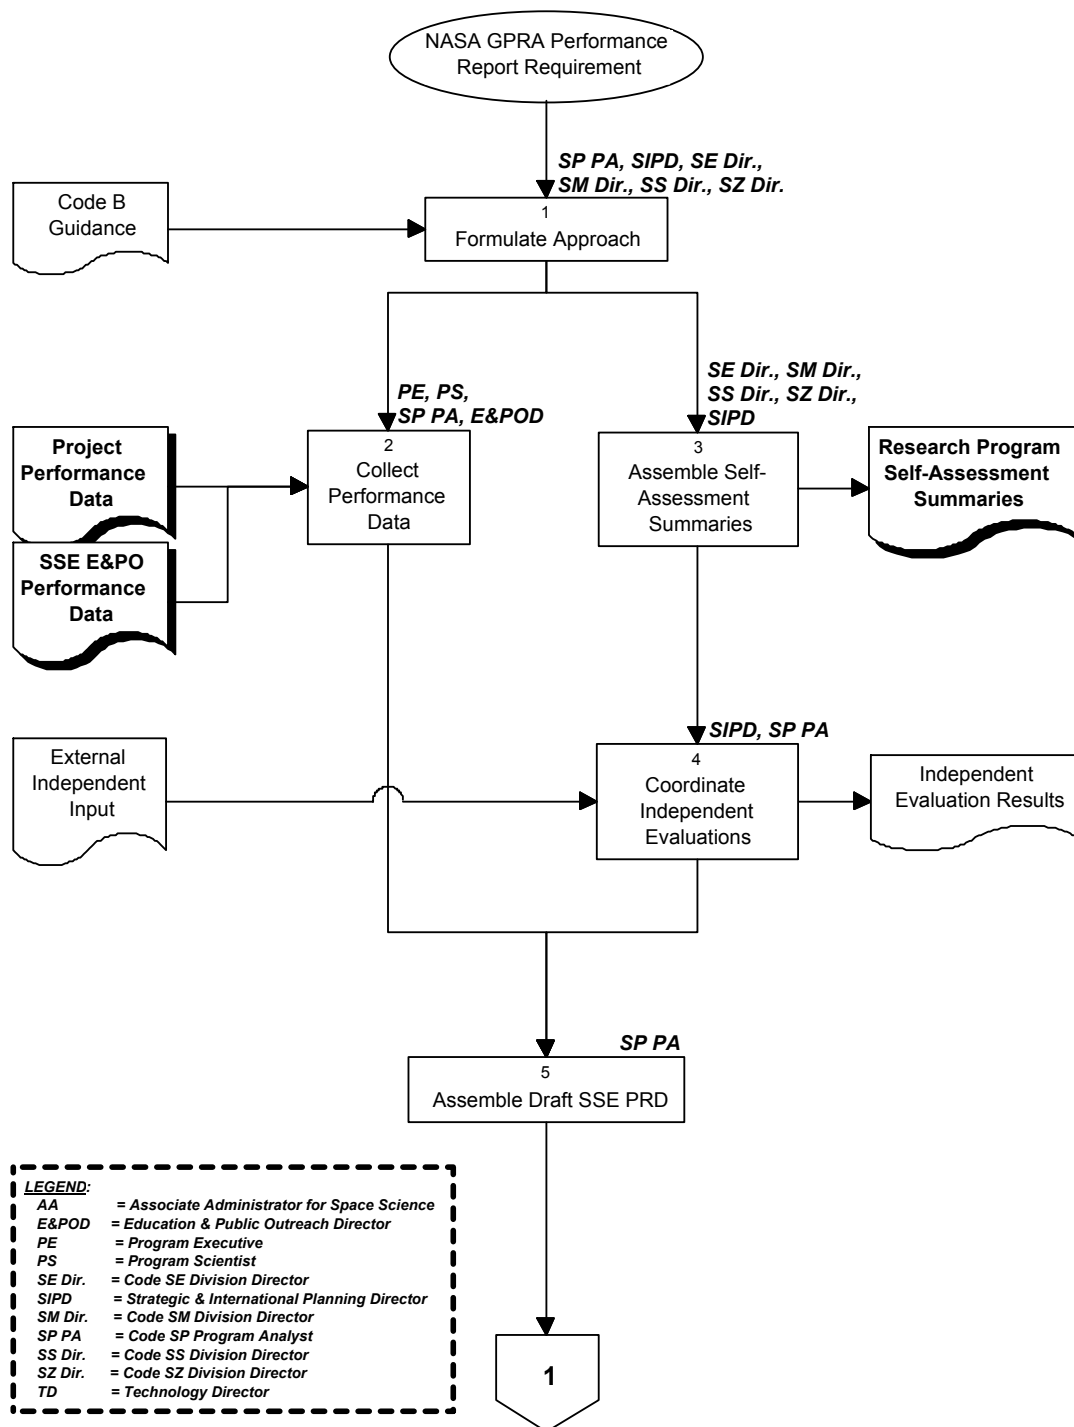 NASA GPRA Performance
Report Requirement
SP PA, SIPD, SE Dir.,
SM Dir., SS Dir., SZ Dir.
Code B
Guidance
1
Formulate Approach
PE, PS,
SP PA, E&POD
SE Dir., SM Dir.,
SS Dir., SZ Dir.,
SIPD
Project
Performance
Data
SSE E&PO
Performance
Data
2
Collect
Performance
Data
3
Assemble Self-
Assessment
Summaries
Research Program
Self-Assessment
Summaries
SIPD, SP PA
External
Independent
Input
4
Coordinate
Independent
Evaluations
Independent
Evaluation Results
SP PA
5
Assemble Draft SSE PRD
LEGEND:
AA = Associate Administrator for Space Science
E&POD = Education & Public Outreach Director
PE = Program Executive
PS = Program Scientist
SE Dir. = Code SE Division Director
SIPD = Strategic & International Planning Director
SM Dir. = Code SM Division Director
SP PA = Code SP Program Analyst
SS Dir. = Code SS Division Director
SZ Dir. = Code SZ Division Director
TD = Technology Director
1